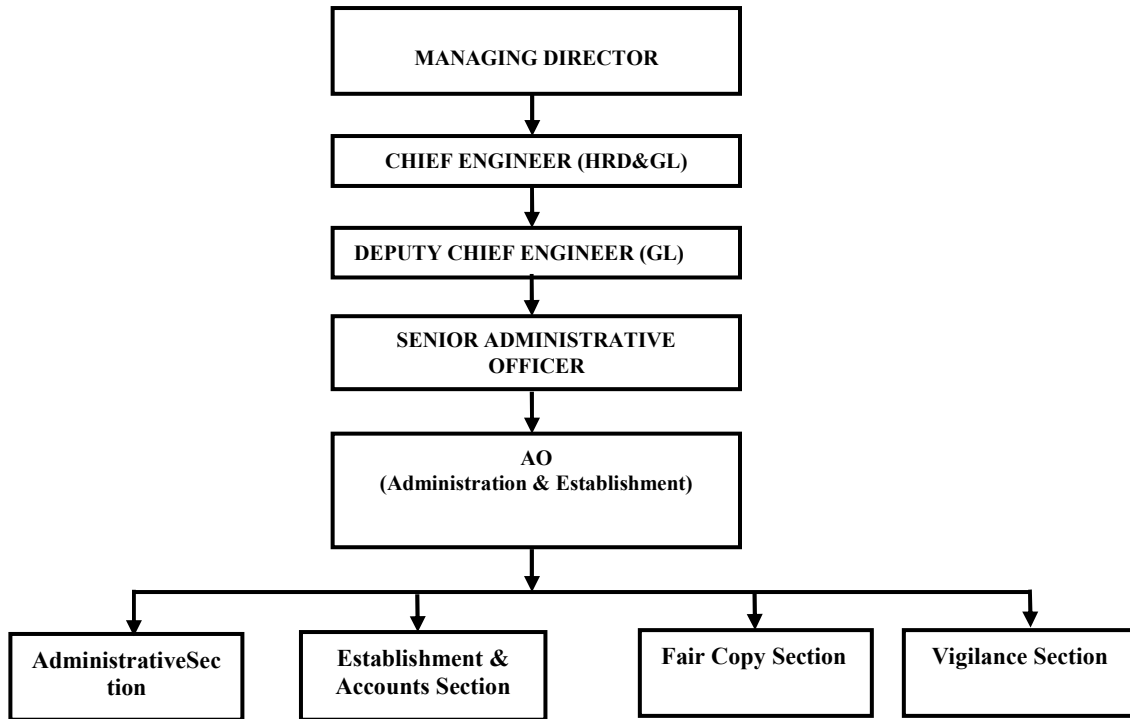 MANAGING DIRECTOR
CHIEF ENGINEER (HRD&GL)
DEPUTY CHIEF ENGINEER (GL)
SENIOR ADMINISTRATIVE
OFFICER
AO
(Administration & Establishment)
AdministrativeSec
tion
Establishment &
Accounts Section
Fair Copy Section
Vigilance Section